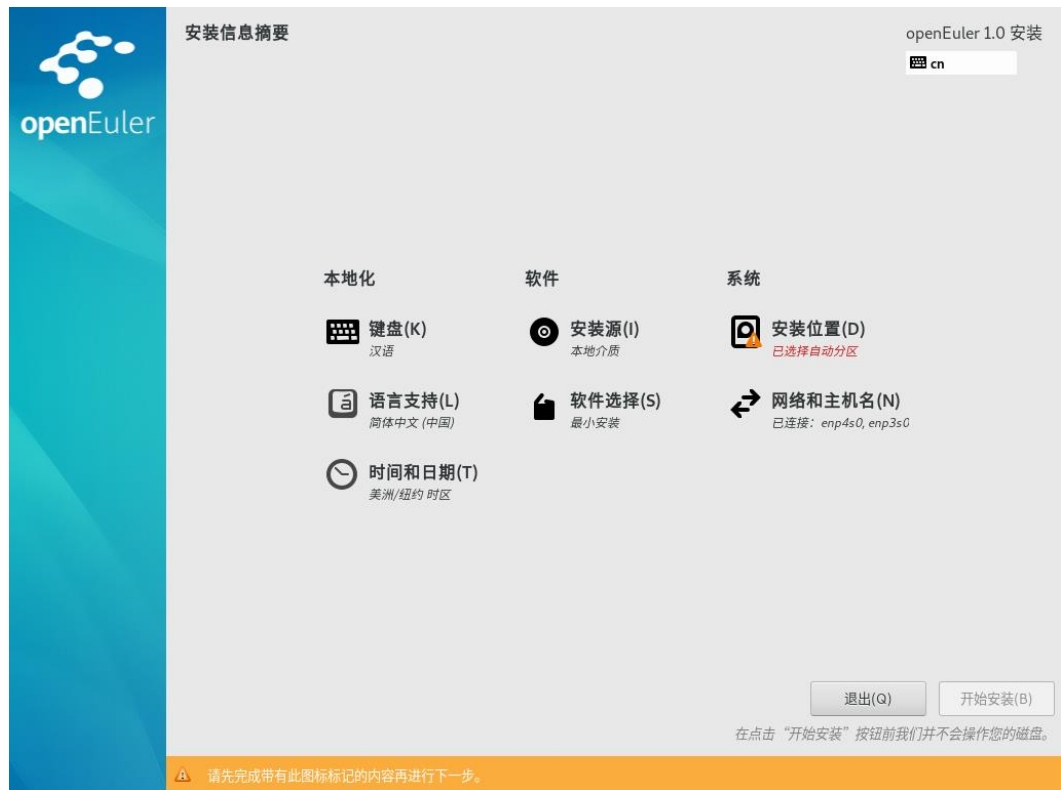 openEuler
安装信息摘要
openEuler 1.0 安装
cn
本地化
键盘(K)
汉语
语言支持(L)
简体中文 (中国)
时间和日期(T)
美洲/纽约 时区
软件
安装源(I)
本地介质
软件选择(S)
最小安装
系统
安装位置(D)
已选择自动分区
网络和主机名(N)
已连接：enp4s0, enp3s0
退出(Q)
开始安装(B)
在点击“开始安装”按钮前我们并不会操作您的磁盘。
请先完成带有此图标标记的内容再进行下一步。